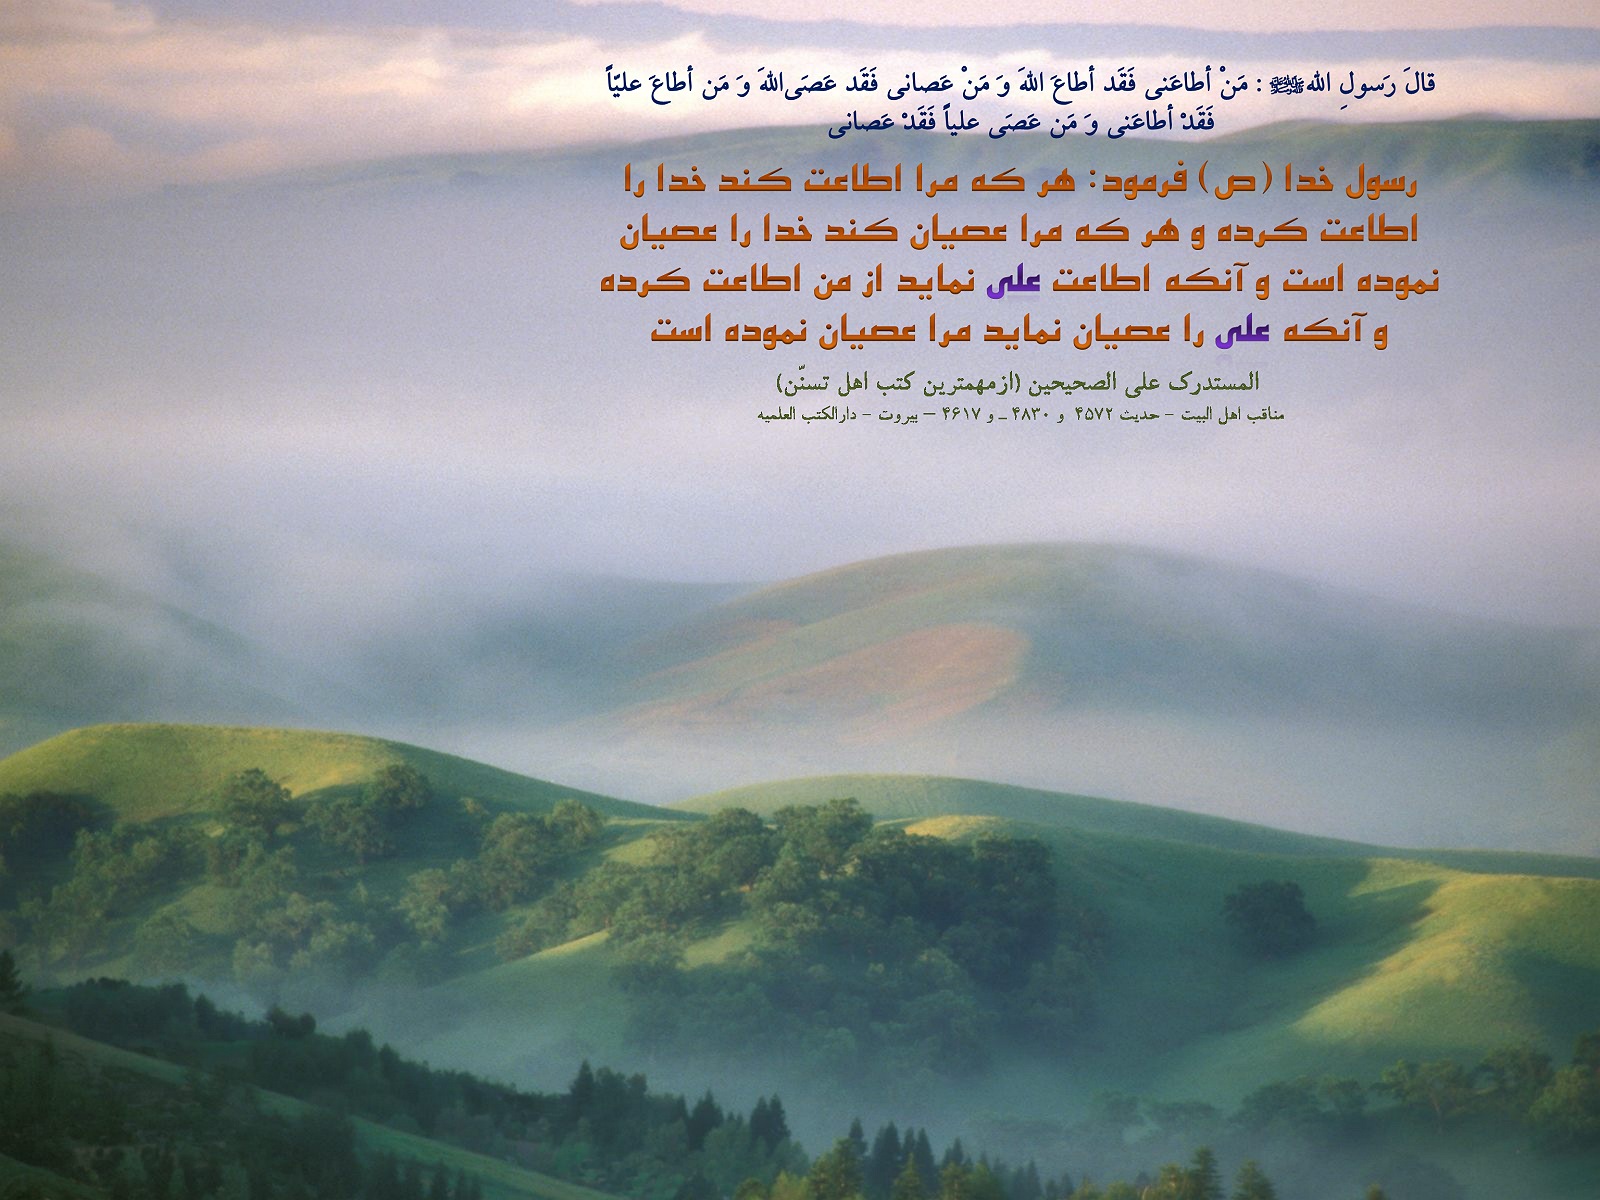 قالَ رَسولِ اللهﷺ : مَنْ أطاعَنی فَقَد أطاعَ اللهَ وَ مَنْ عَصانی فَقَد عَصَی‌اللهَ وَ مَن أطاعَ علیّاً
فَقَدْ أطاعَنی وَ مَن عَصَی علیاً فَقَدْ عَصانی
رسول خدا (ص) فرمود: هر که مرا اطاعت کند خدا را
اطاعت کرده و هر که مرا عصیان کند خدا را عصیان
نموده است و آنکه اطاعت علی نماید از من اطاعت کرده
و آنکه علی را عصیان نماید مرا عصیان نموده است
المستدرک علی الصحیحین (ازمهمترین کتب اهل تسنّن)
مناقب اهل البیت - حدیث ۴۵۷۲ و ۴۸۳۰ ـ و ۴۶۱۷ – بیروت - دارالکتب العلمیه